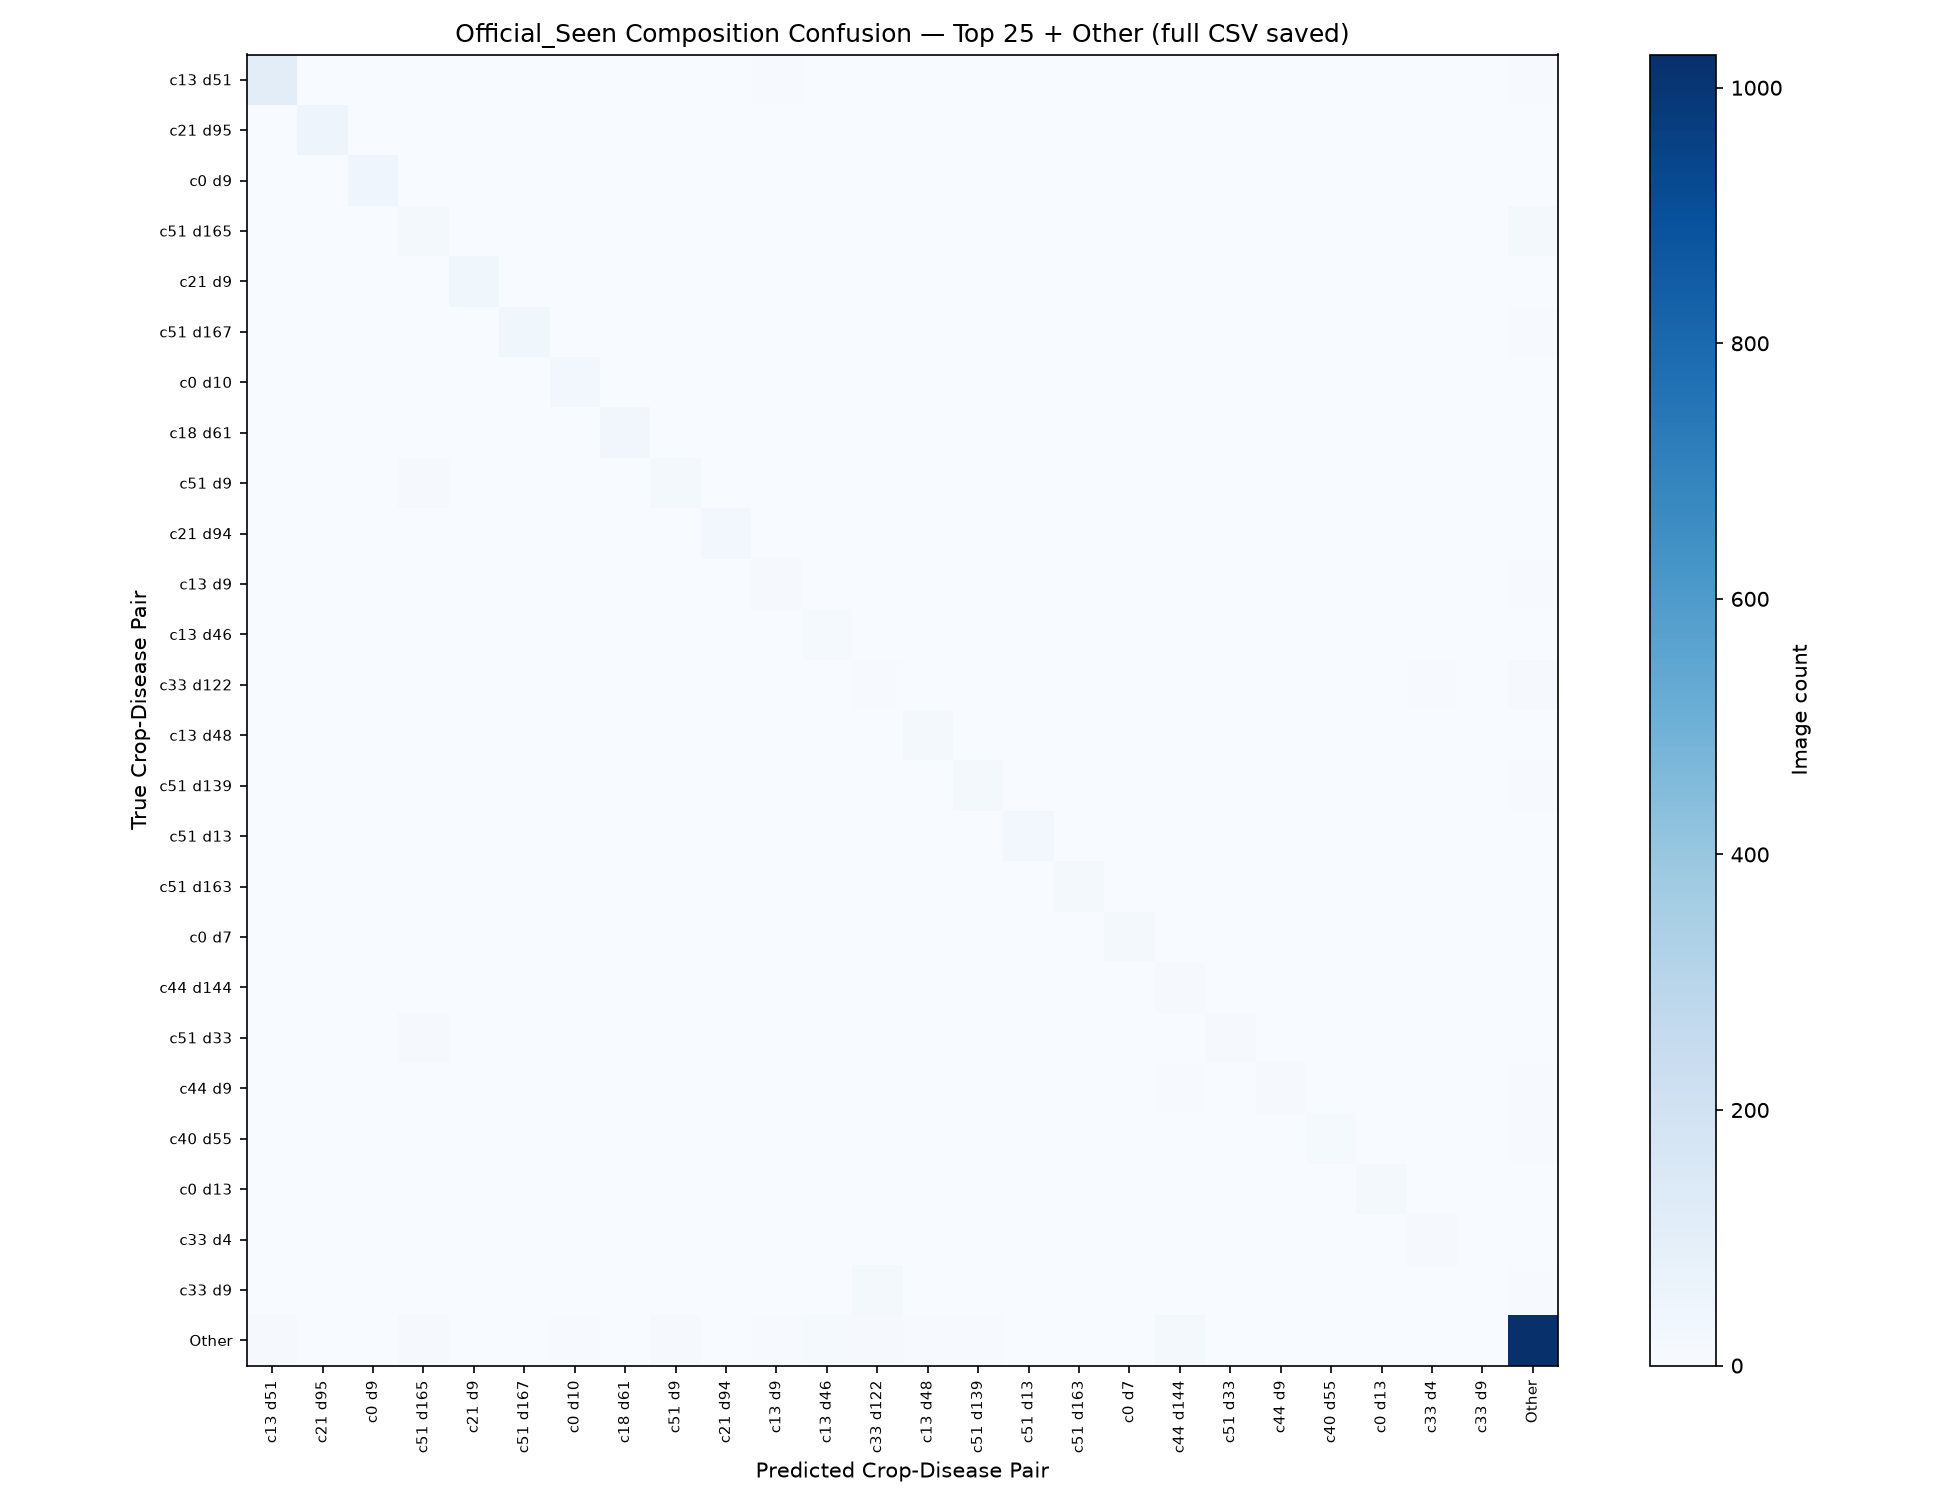 Official_Seen Composition Confusion — Top 25 + Other (full CSV saved)
True Crop-Disease Pair
c13 d51
c21 d95
c0 d9
c51 d165
c21 d9
c51 d167
c0 d10
c18 d61
c51 d9
c21 d94
c13 d9
c13 d46
c33 d122
c13 d48
c51 d139
c51 d13
c51 d163
c0 d7
c44 d144
c51 d33
c44 d9
c40 d55
c0 d13
c33 d4
c33 d9
Other
c13 d51
c21 d95
c0 d9
c51 d165
c21 d9
c51 d167
c0 d10
c18 d61
c51 d9
c21 d94
c13 d9
c13 d46
c33 d122
c13 d48
c51 d139
c51 d13
c51 d163
c0 d7
c44 d144
c51 d33
c44 d9
c40 d55
c0 d13
c33 d4
c33 d9
Other
Predicted Crop-Disease Pair
1000
800
600
400
200
0
Image count